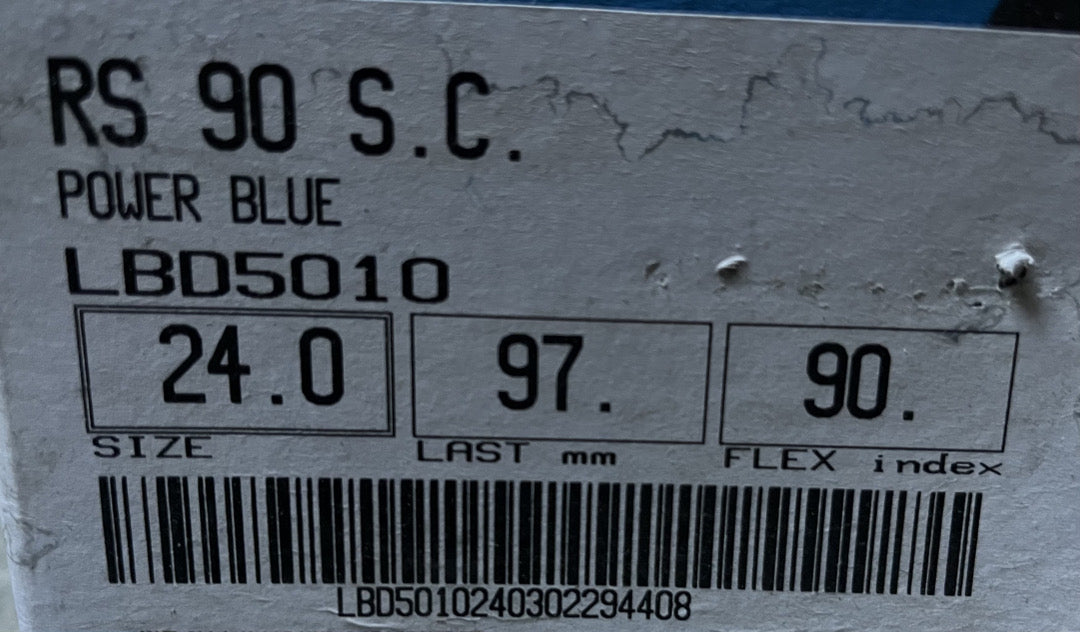 RS 90 S.C.
POWER BLUE
LBD5010
24.0 97. 90.
SIZE LAST mm FLEX index
LBD5010240302294408